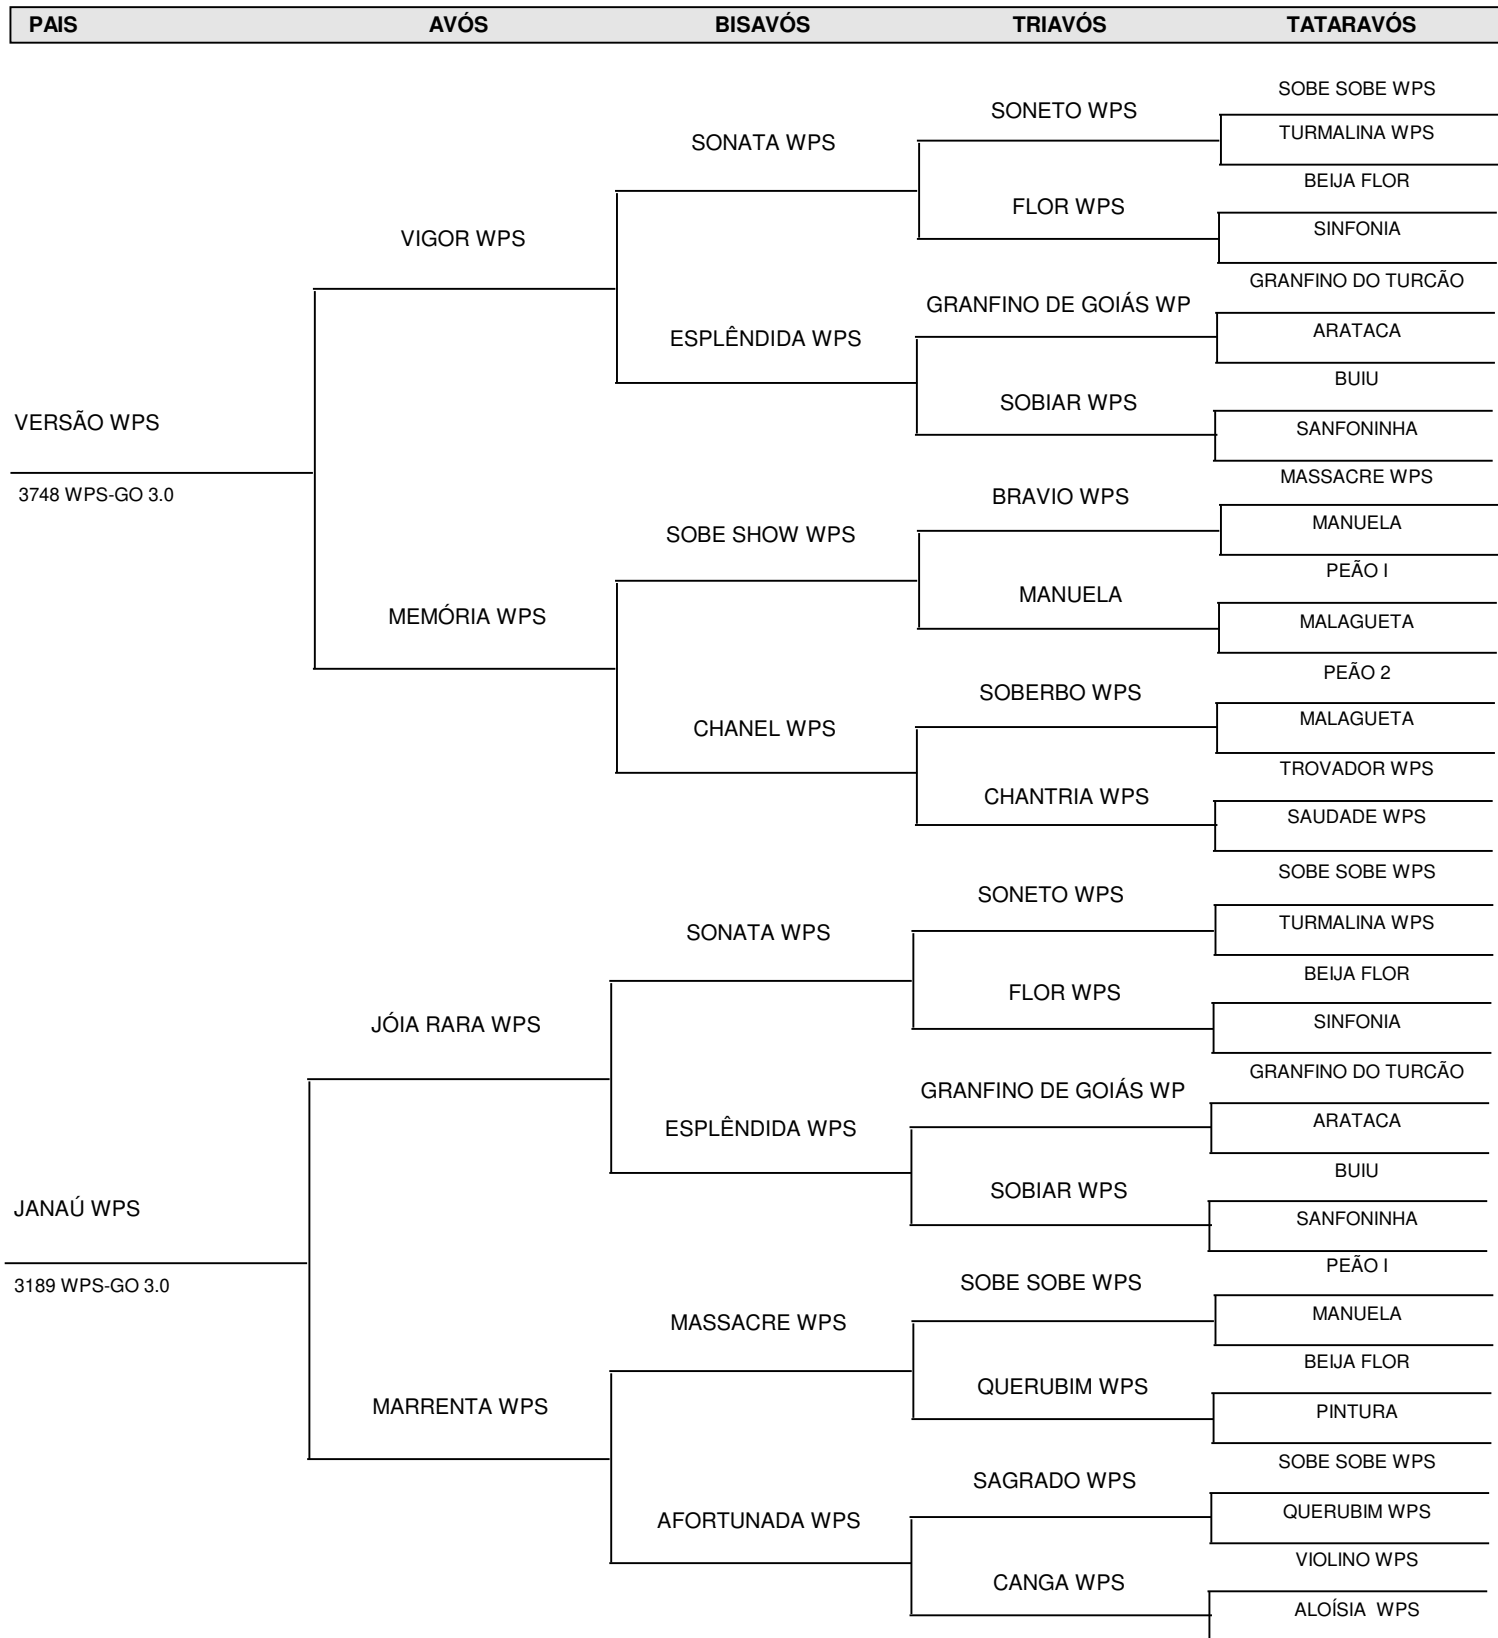 PAIS AVÓS BISAVÓS TRIAVÓS TATARAVÓS
SOBE SOBE WPS
SONETO WPS
TURMALINA WPS
SONATA WPS
BEIJA FLOR
FLOR WPS
SINFONIA
VIGOR WPS
GRANFINO DO TURCÃO
GRANFINO DE GOIÁS WP
ARATACA
ESPLÊNDIDA WPS
BUIU
SOBIAR WPS
SANFONINHA
VERSÃO WPS
3748 WPS-GO 3.0
MASSACRE WPS
BRAVIO WPS
MANUELA
SOBE SHOW WPS
PEÃO I
MANUELA
MALAGUETA
MEMÓRIA WPS
PEÃO 2
SOBERBO WPS
MALAGUETA
CHANEL WPS
TROVADOR WPS
CHANTRIA WPS
SAUDADE WPS
SOBE SOBE WPS
SONETO WPS
TURMALINA WPS
SONATA WPS
BEIJA FLOR
FLOR WPS
SINFONIA
JÓIA RARA WPS
GRANFINO DO TURCÃO
GRANFINO DE GOIÁS WP
ARATACA
ESPLÊNDIDA WPS
BUIU
SOBIAR WPS
SANFONINHA
JANAÚ WPS
3189 WPS-GO 3.0
PEÃO I
SOBE SOBE WPS
MANUELA
MASSACRE WPS
BEIJA FLOR
QUERUBIM WPS
PINTURA
MARRENTA WPS
SOBE SOBE WPS
SAGRADO WPS
QUERUBIM WPS
AFORTUNADA WPS
VIOLINO WPS
CANGA WPS
ALOÍSIA  WPS